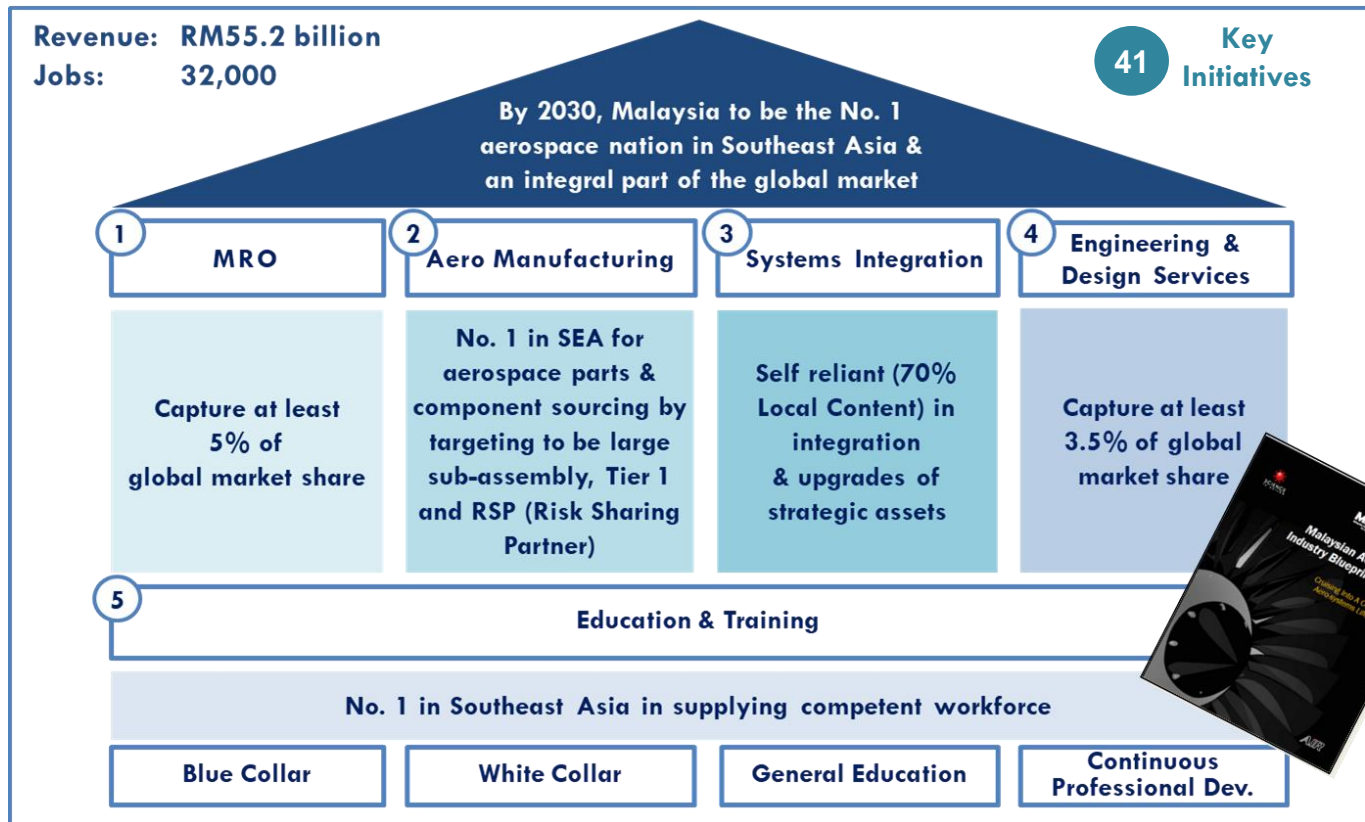 Revenue: RM55.2 billion
Jobs: 32,000
41
Key
Initiatives
By 2030, Malaysia to be the No. 1
aerospace nation in Southeast Asia &
an integral part of the global market
1
MRO
2
Aero Manufacturing
3
Systems Integration
4
Engineering &
Design Services
Capture at least
5% of
global market share
No. 1 in SEA for
aerospace parts &
component sourcing by
targeting to be large
sub-assembly, Tier 1
and RSP (Risk Sharing
Partner)
Self reliant (70%
Local Content) in
integration
& upgrades of
strategic assets
Capture at least
3.5% of global
market share
Malaysian
Industry
Cruising Into A
5
Education & Training
No. 1 in Southeast Asia in supplying competent workforce
Blue Collar
White Collar
General Education
Continuous
Professional Dev.